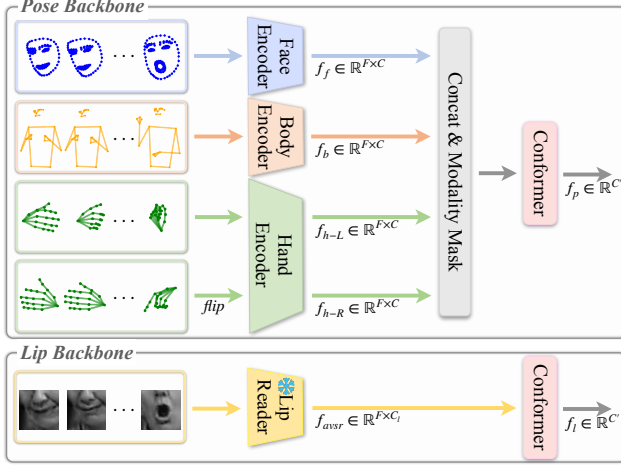 Pose Backbone
Face Encoder
f_f ∈ ℝ^{F×C}
Body Encoder
f_b ∈ ℝ^{F×C}
Hand Encoder
f_{h−L} ∈ ℝ^{F×C}
flip
f_{h−R} ∈ ℝ^{F×C}
Concat & Modality Mask
Conformer
f_p ∈ ℝ^{C'}
Lip Backbone
Lip Reader
f_{avsr} ∈ ℝ^{F×C_l}
Conformer
f_l ∈ ℝ^{C'}